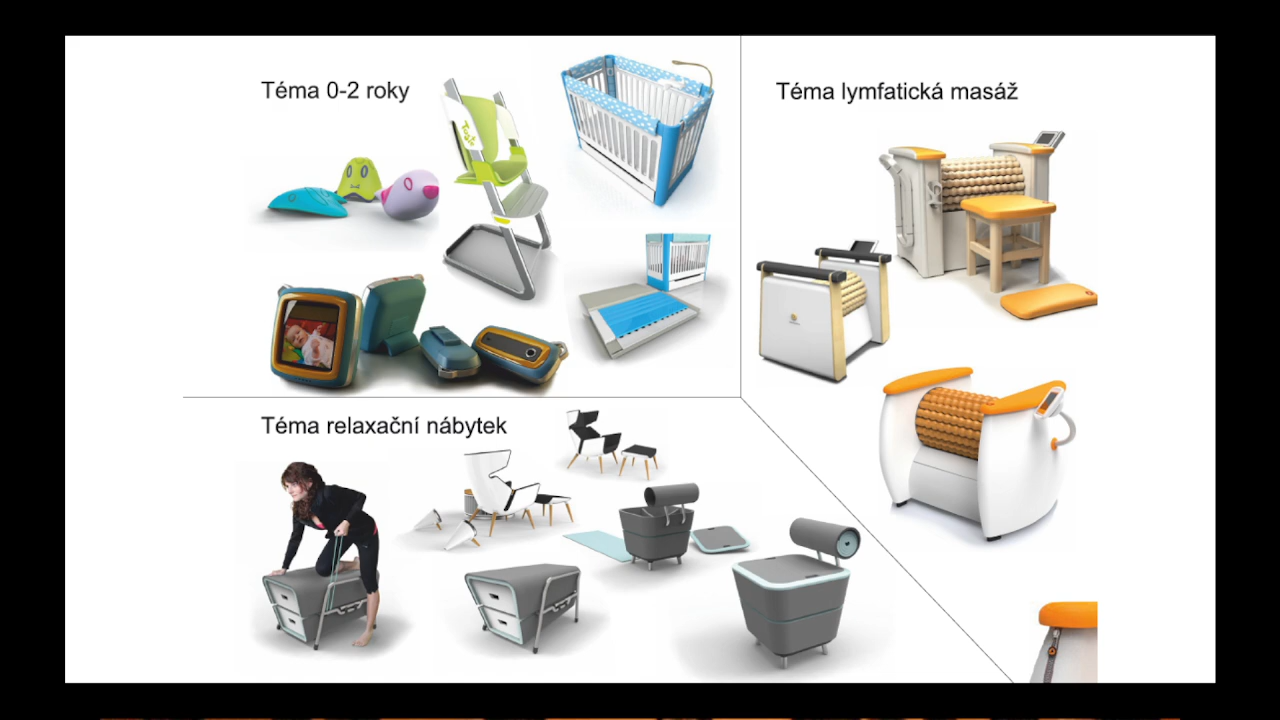 Téma 0-2 roky
Téma lymfatická masáž
Téma relaxační nábytek